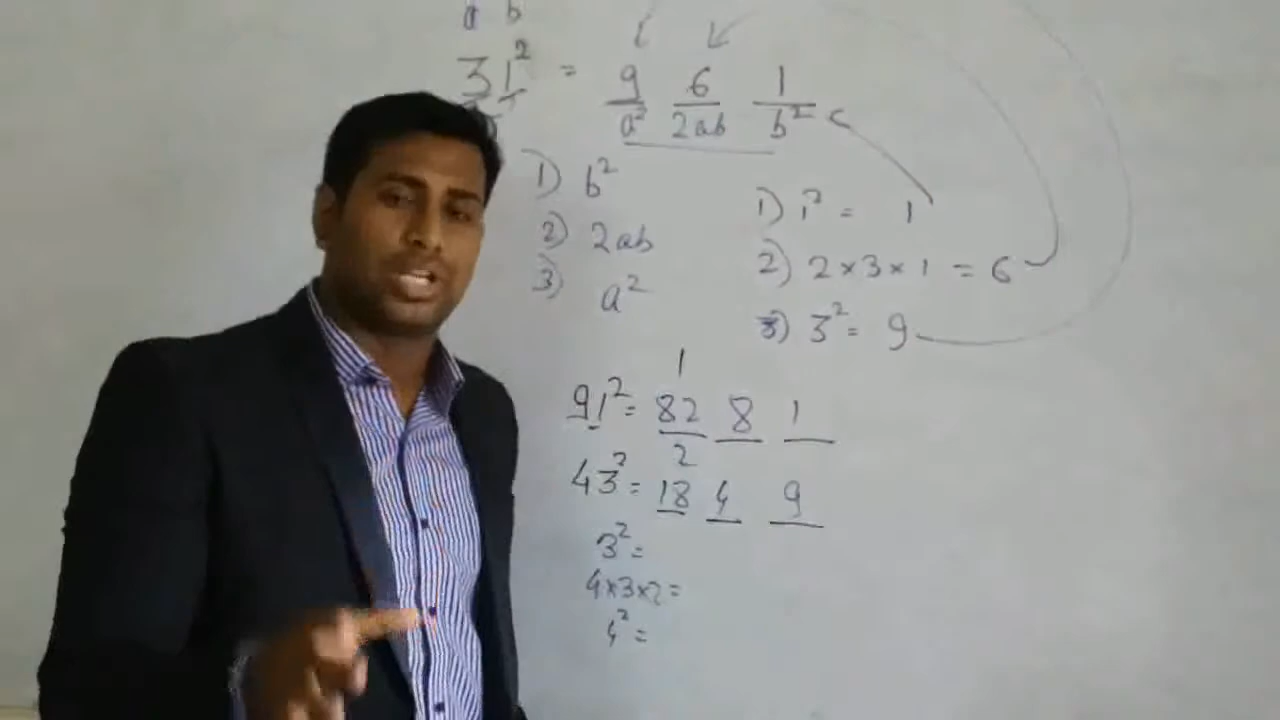 a b
31² = 9 6 1
a² 2ab b²
1) b²
2) 2ab
3) a²
1) 1² = 1
2) 2×3×1 = 6
3) 3² = 9
1
91² = 82 8 1
2
43² = 18 4 9
3² =
4×3×2 =
4² =